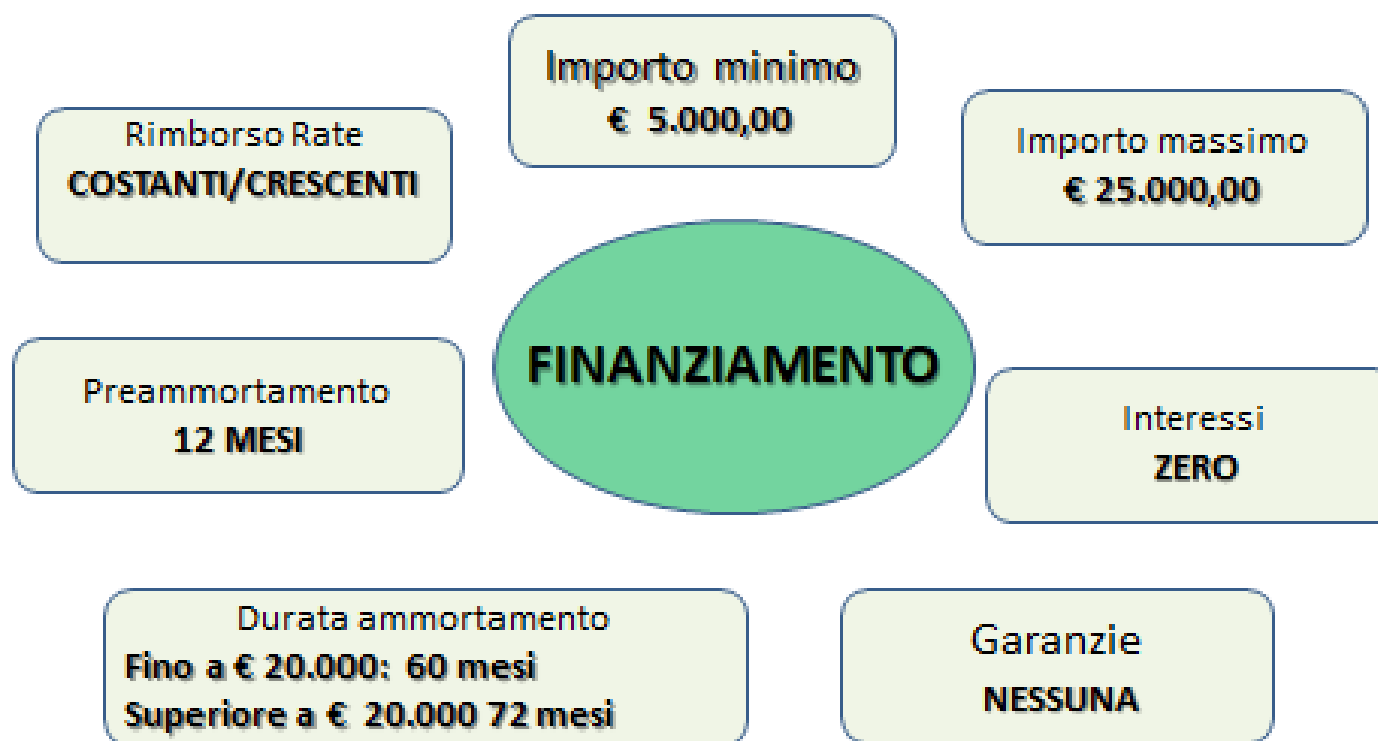 Importo minimo
€ 5.000,00
Rimborso Rate
COSTANTI/CRESCENTI
Importo massimo
€ 25.000,00
FINANZIAMENTO
Preammortamento
12 MESI
Interessi
ZERO
Durata ammortamento
Fino a € 20.000: 60 mesi
Superiore a € 20.000 72 mesi
Garanzie
NESSUNA